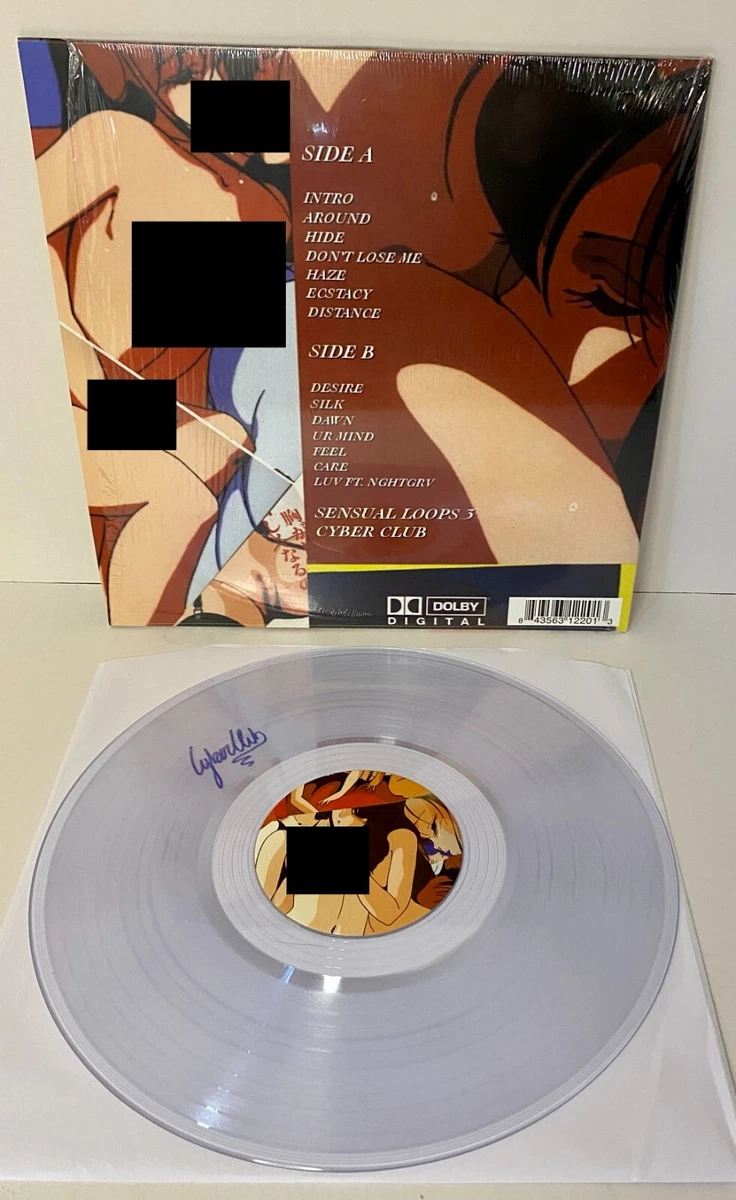 SIDE A
INTRO
AROUND
HIDE
DON'T LOSE ME
HAZE
ECSTACY
DISTANCE
SIDE B
DESIRE
SILK
DAWN
UR MIND
FEEL
CARE
LUV FT. NGHTGRV
SENSUAL LOOPS 3
CYBER CLUB
DOLBY
DIGITAL
8 43563 12201 3
CyberClub